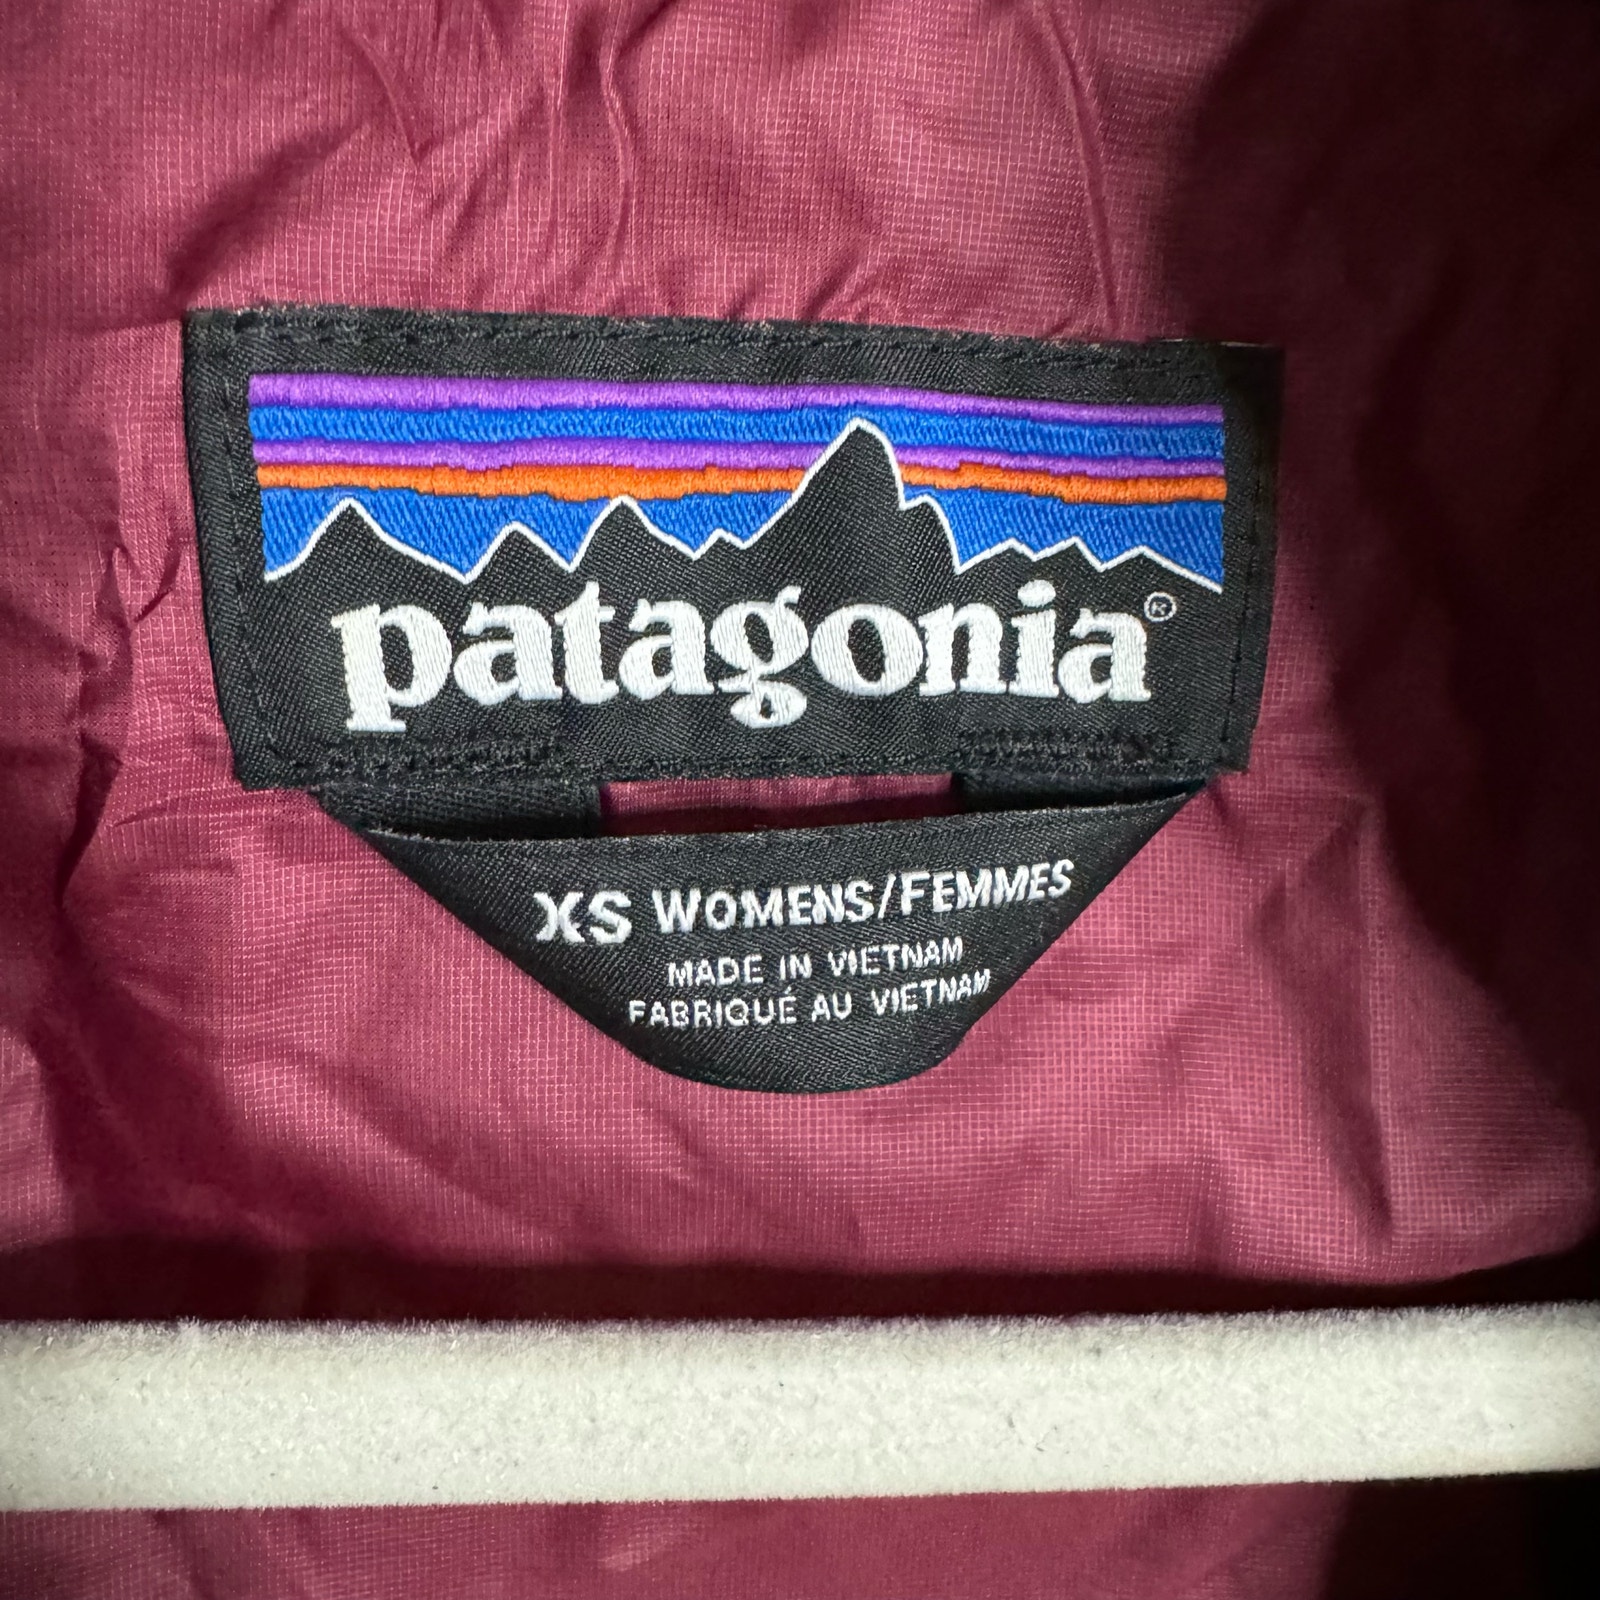 patagonia®
XS WOMENS/FEMMES
MADE IN VIETNAM
FABRIQUÉ AU VIETNAM